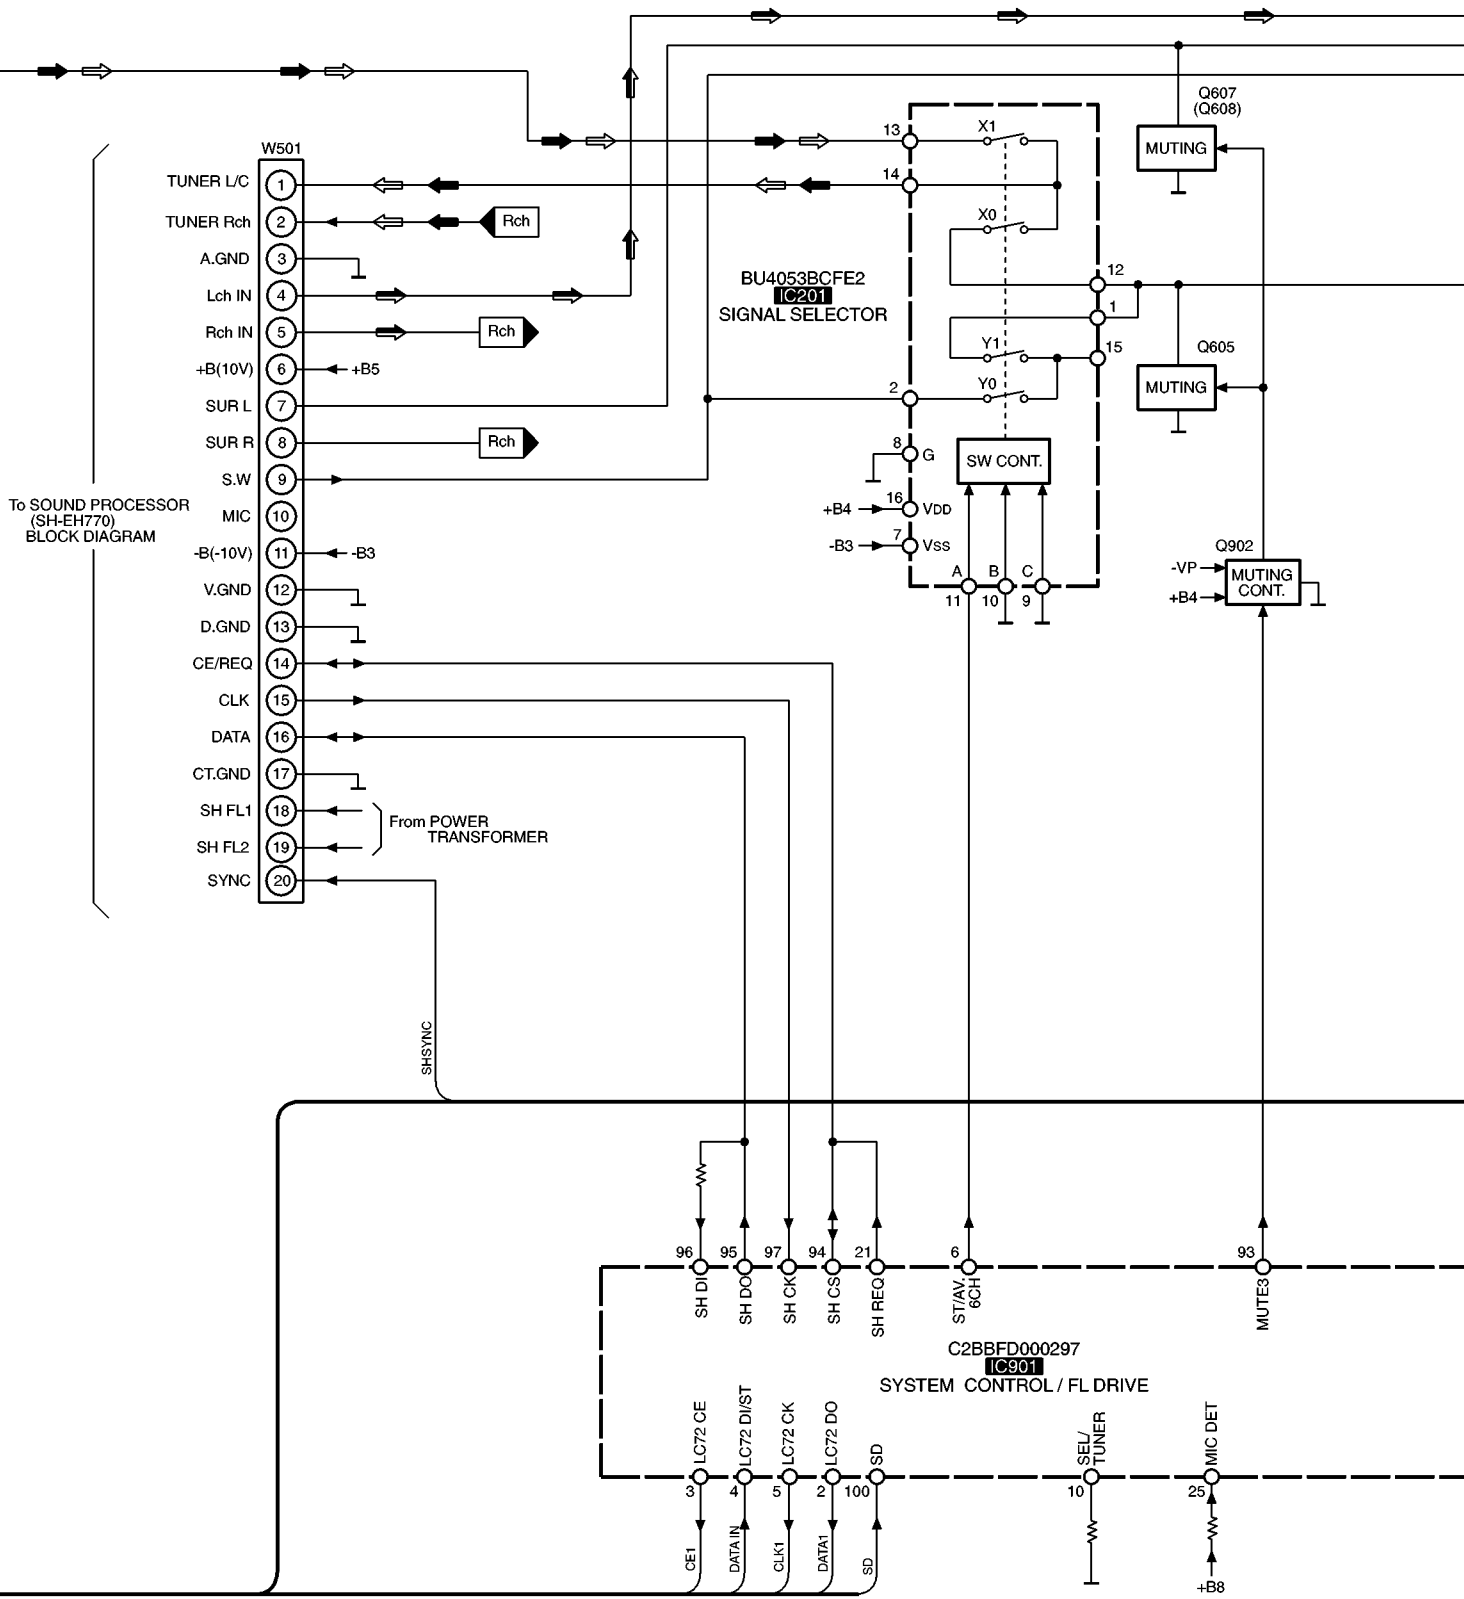 Q607
(Q608)
MUTING
W501
TUNER L/C 1
TUNER Rch 2 Rch
A.GND 3
Lch IN 4
Rch IN 5 Rch
+B(10V) 6 +B5
SUR L 7
SUR R 8 Rch
S.W 9
MIC 10
-B(-10V) 11 -B3
V.GND 12
D.GND 13
CE/REQ 14
CLK 15
DATA 16
CT.GND 17
SH FL1 18
SH FL2 19
SYNC 20
To SOUND PROCESSOR
(SH-EH770)
BLOCK DIAGRAM
From POWER
TRANSFORMER
SHSYNC
BU4053BCFE2
IC201
SIGNAL SELECTOR
13 X1
14
X0
12
1
Y1 15
2 Y0
8 G
SW CONT.
+B4 16 VDD
-B3 7 VSS
A B C
11 10 9
Q605
MUTING
Q902
-VP
+B4
MUTING
CONT.
96 95 97 94 21 6 93
SH DI
SH DO
SH CK
SH CS
SH REQ
ST/AV.
6CH
MUTE3
C2BBFD000297
IC901
SYSTEM CONTROL / FL DRIVE
LC72 CE
LC72 DI/ST
LC72 CK
LC72 DO
SD
SEL/
TUNER
MIC DET
3 4 5 2 100 10 25
CE1
DATA IN
CLK1
DATA1
SD
+B8